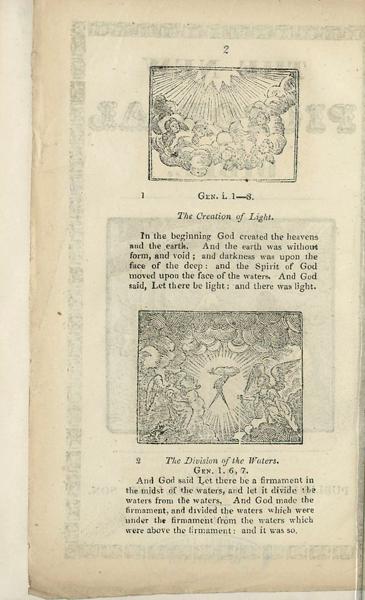 2
1 GEN. i. 1—8.
The Creation of Light.
In the beginning God created the heavens
and the earth. And the earth was without
form, and void; and darkness was upon the
face of the deep: and the Spirit of God
moved upon the face of the waters. And God
said, Let there be light: and there was light.
2 The Division of the Waters.
GEN. 1. 6, 7.
And God said Let there be a firmament in
the midst of the waters, and let it divide the
waters from the waters, And God made the
firmament, and divided the waters which were
under the firmament from the waters which
were above the firmament: and it was so.